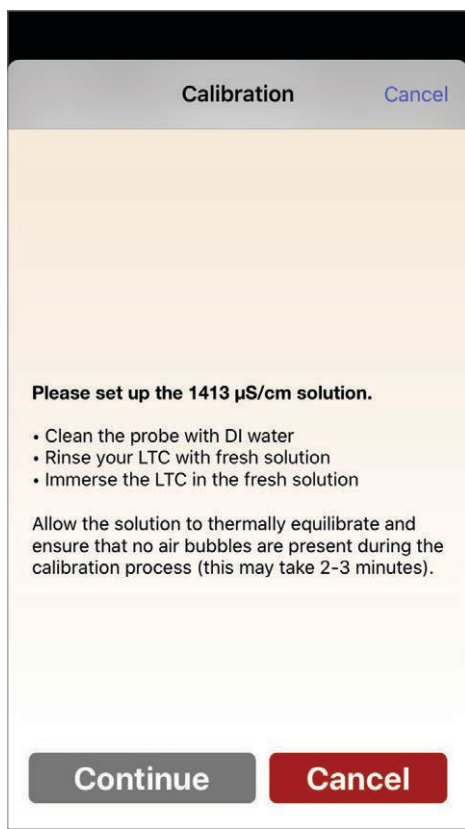 Calibration
Cancel
Please set up the 1413 µS/cm solution.
• Clean the probe with DI water
• Rinse your LTC with fresh solution
• Immerse the LTC in the fresh solution
Allow the solution to thermally equilibrate and
ensure that no air bubbles are present during the
calibration process (this may take 2-3 minutes).
Continue
Cancel